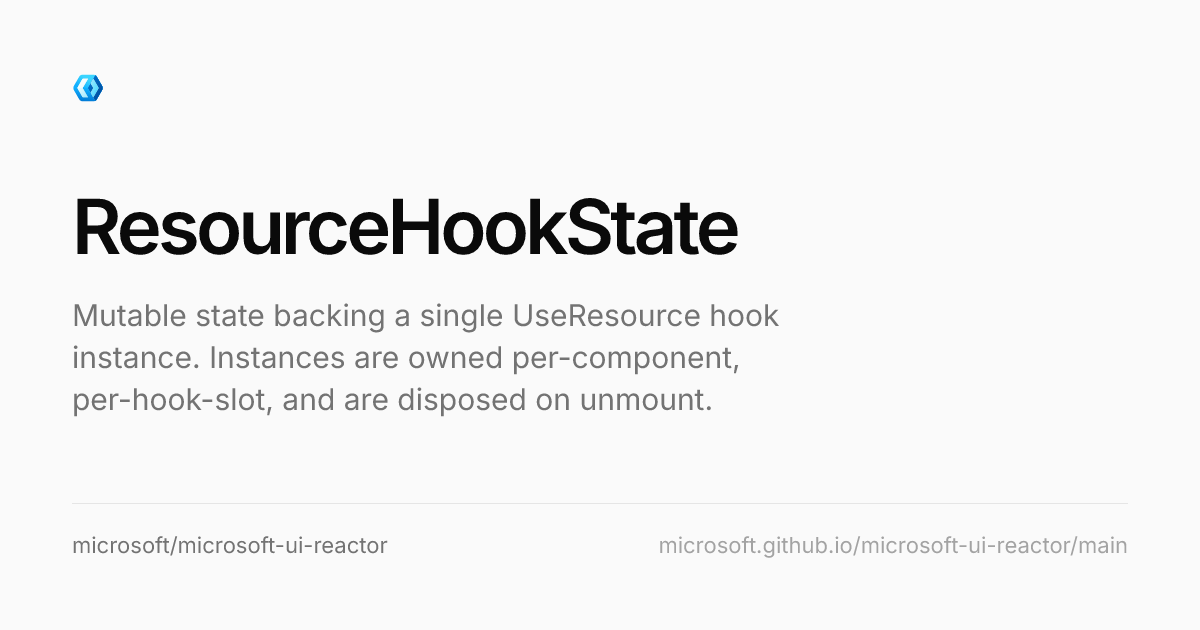 ResourceHookState
Mutable state backing a single UseResource hook
instance. Instances are owned per-component,
per-hook-slot, and are disposed on unmount.
microsoft/microsoft-ui-reactor
microsoft.github.io/microsoft-ui-reactor/main